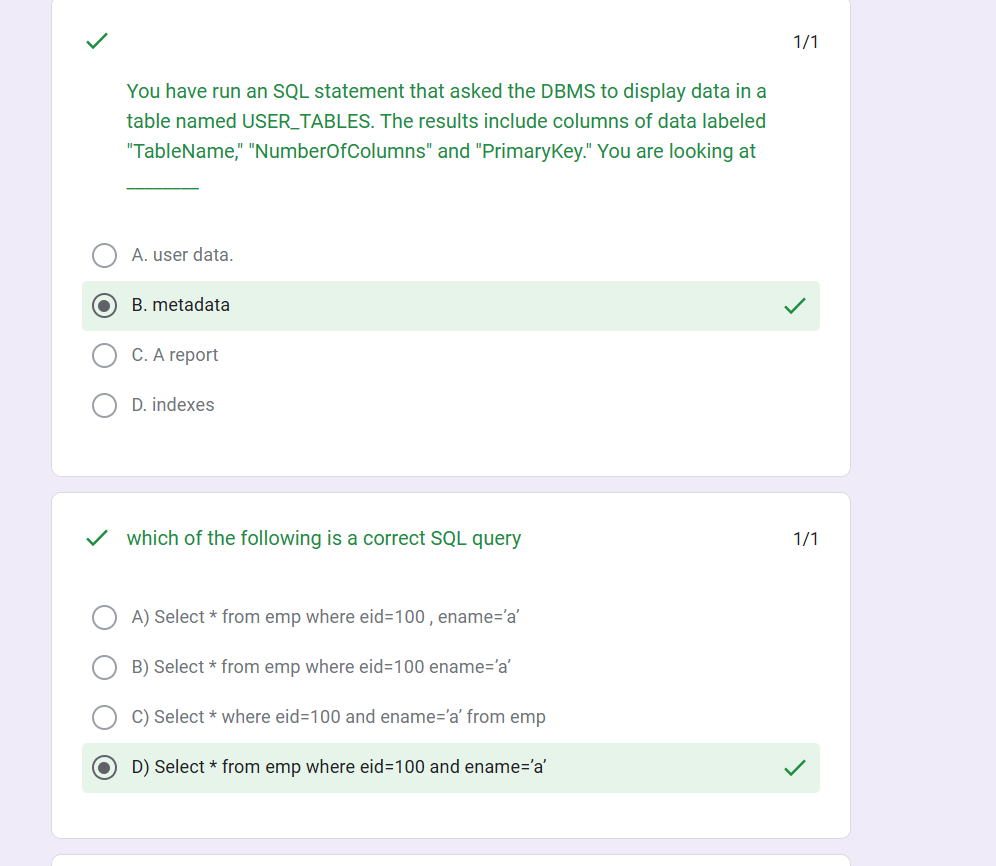 1/1
You have run an SQL statement that asked the DBMS to display data in a
table named USER_TABLES. The results include columns of data labeled
"TableName," "NumberOfColumns" and "PrimaryKey." You are looking at
________
A. user data.
B. metadata
C. A report
D. indexes
which of the following is a correct SQL query
1/1
A) Select * from emp where eid=100 , ename=’a’
B) Select * from emp where eid=100 ename=’a’
C) Select * where eid=100 and ename=’a’ from emp
D) Select * from emp where eid=100 and ename=’a’